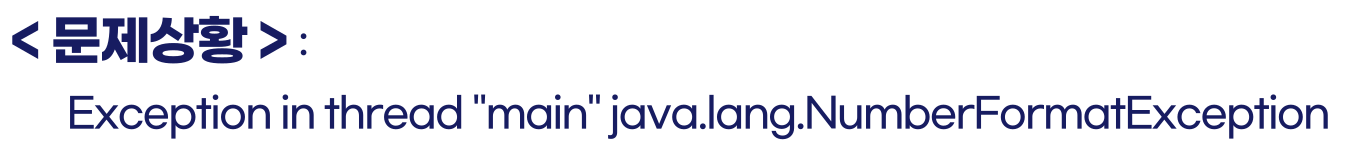 < 문제상황 > :
Exception in thread "main" java.lang.NumberFormatException